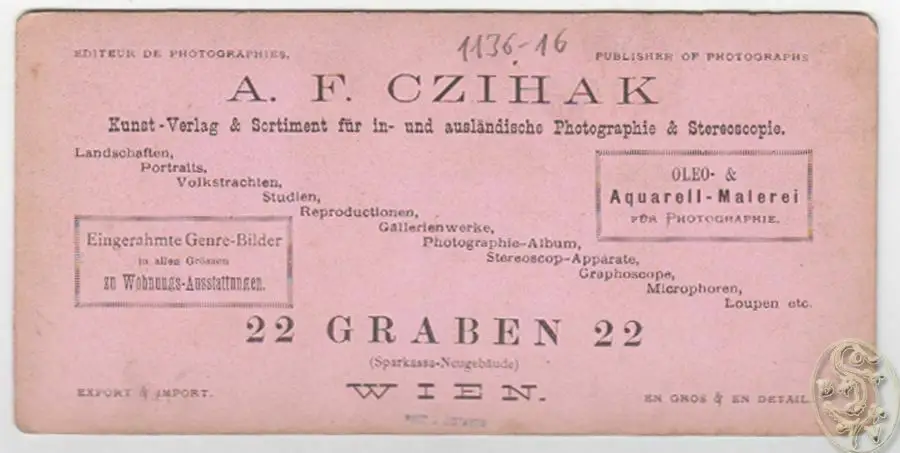 EDITEUR DE PHOTOGRAPHIES.
1136-16
PUBLISHER OF PHOTOGRAPHS
A. F. CZIHAK
Kunst-Verlag & Sortiment für in- und ausländische Photographie & Stereoscopie.
Landschaften,
Portraits,
Volkstrachten,
Studien,
Reproductionen,
Gallerienwerke,
Photographie-Album,
Stereoscop-Apparate,
Graphoscope,
Microphoren,
Loupen etc.
OLEO- &
Aquarell-Malerei
FÜR PHOTOGRAPHIE.
Eingerahmte Genre-Bilder
in allen Grössen
zu Wohnungs-Ausstattungen.
22 GRABEN 22
(Sparkassa-Neugebäude)
WIEN.
EXPORT & IMPORT.
EN GROS & EN DETAIL.